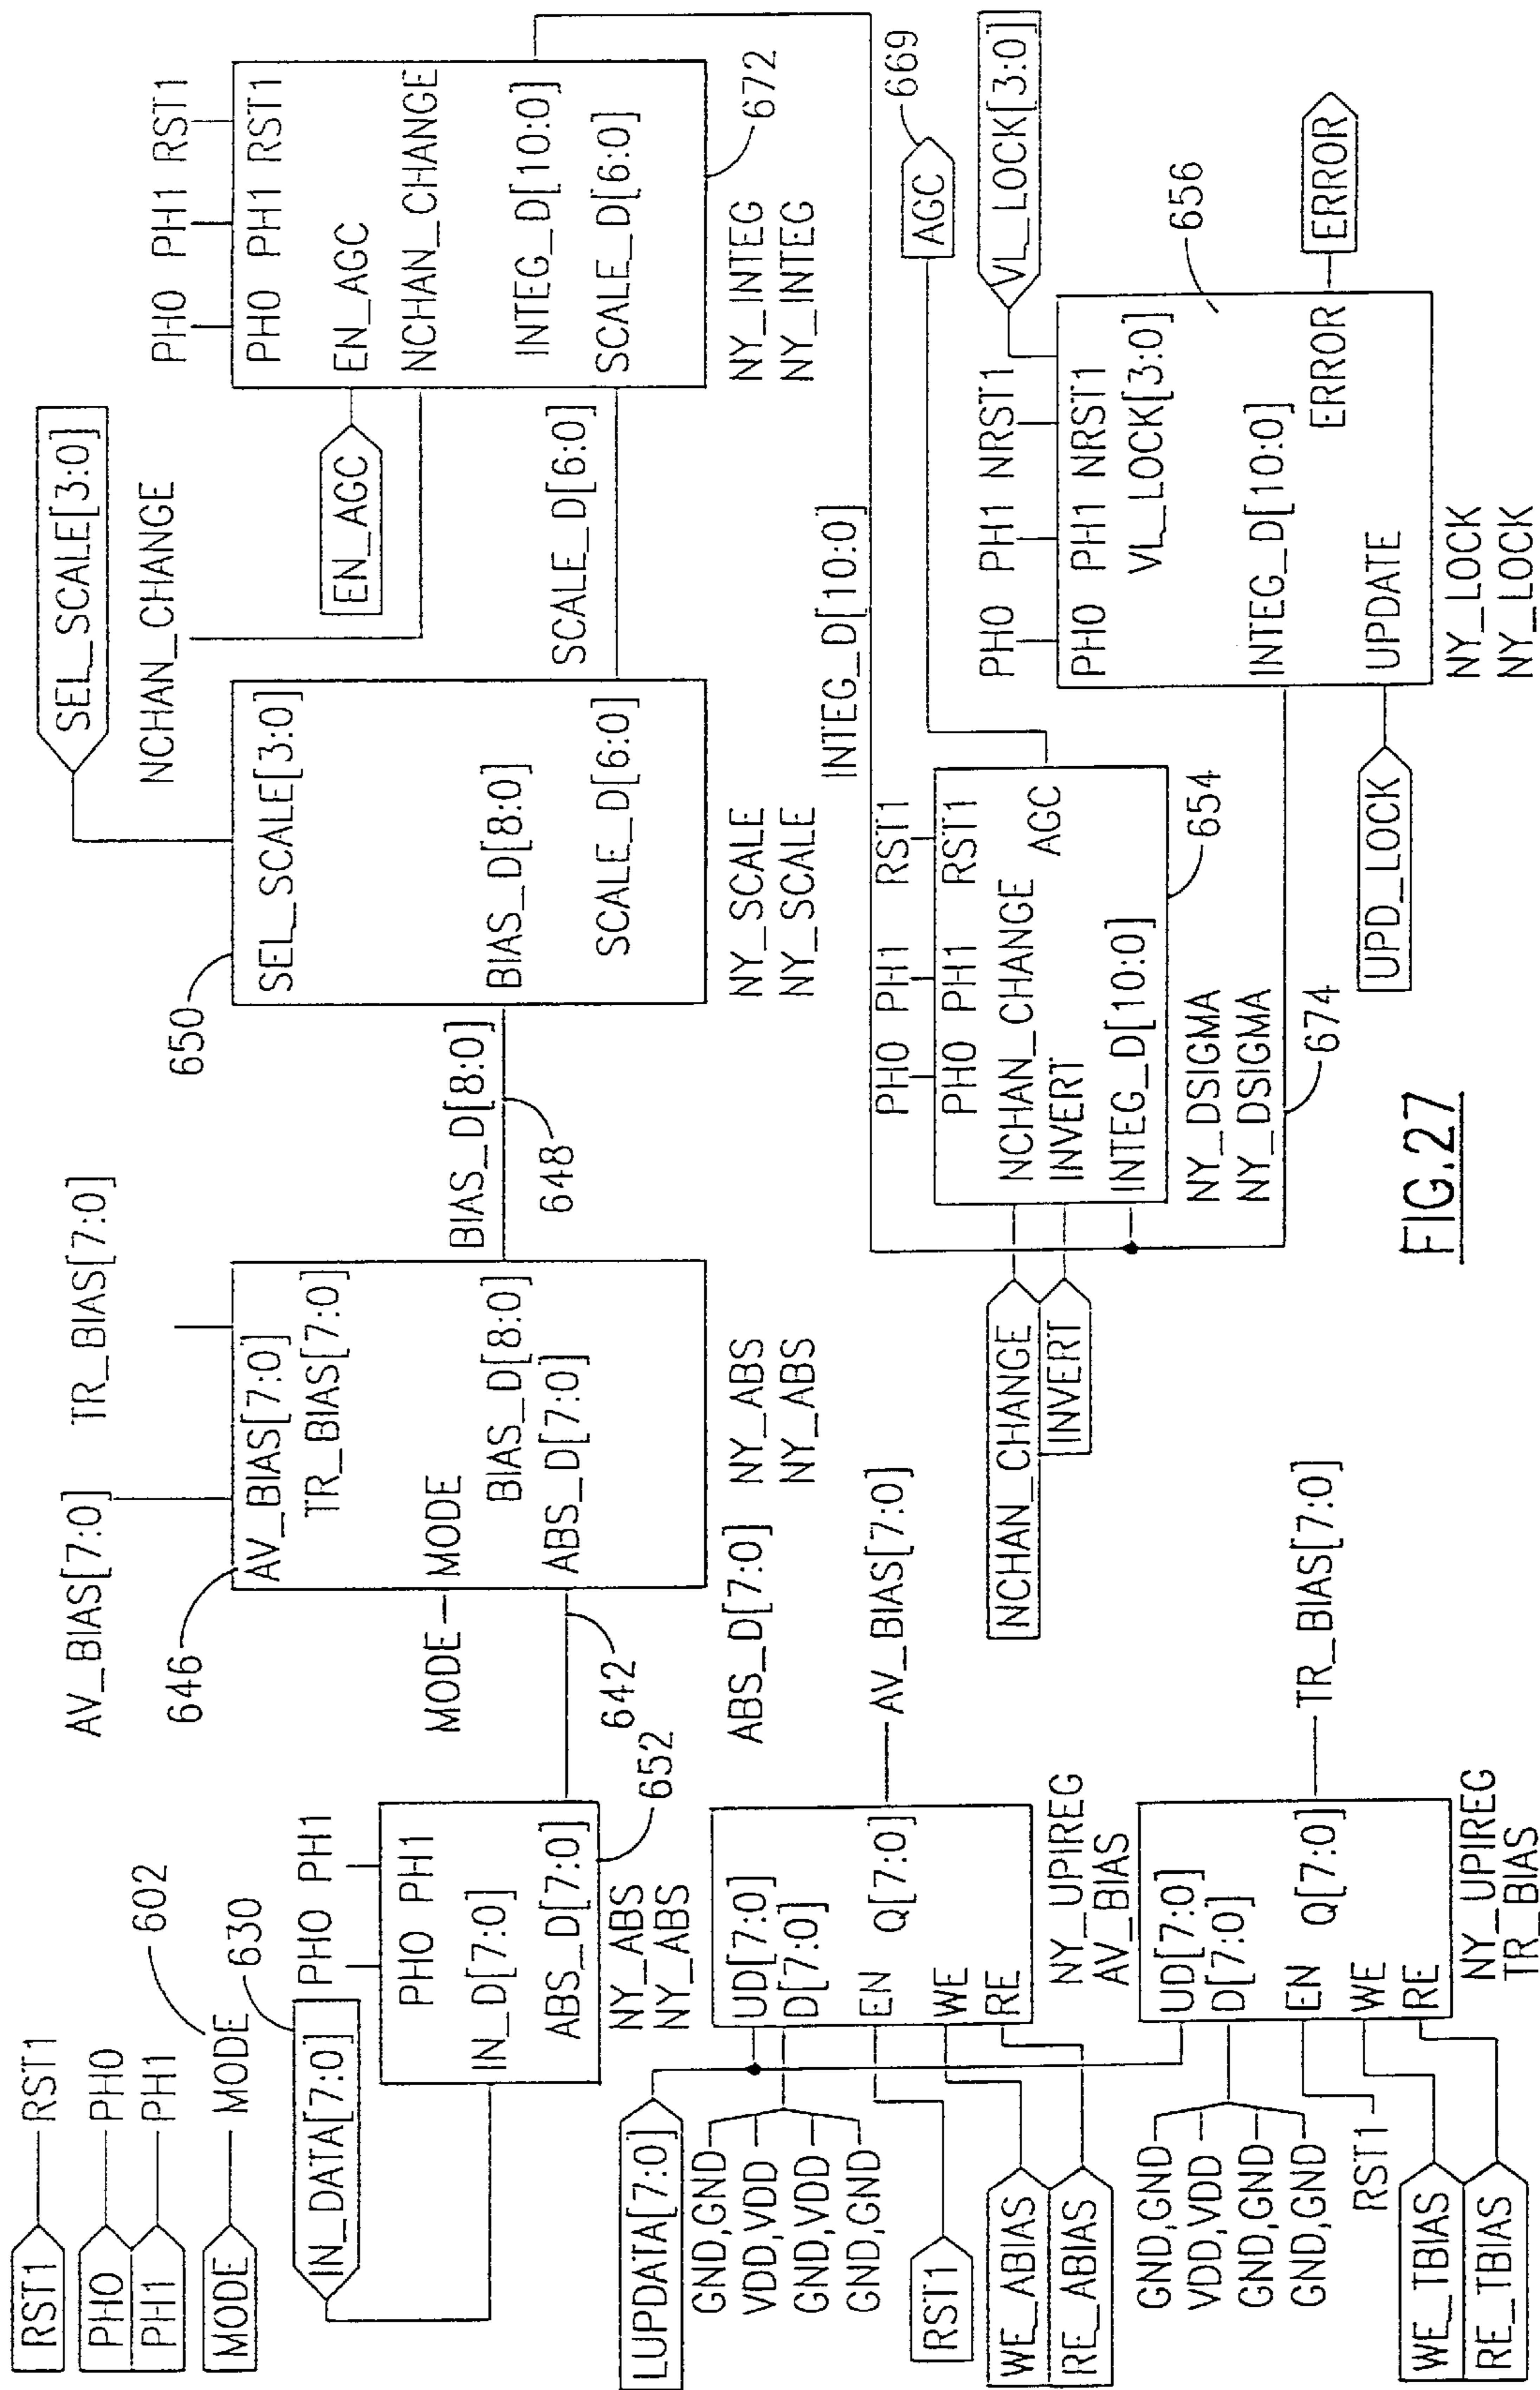 RST1
RST1
PH0
PH0
PH1
PH1
MODE
MODE
602
IN_DATA[7:0]
630
PH0 PH1
PH0 PH1
IN_D[7:0]
ABS_D[7:0]
652
NY_ABS
NY_ABS
642
ABS_D[7:0]
AV_BIAS[7:0]
TR_BIAS[7:0]
646
AV_BIAS[7:0]
TR_BIAS[7:0]
MODE
MODE
BIAS_D[8:0]
ABS_D[7:0]
NY_ABS
NY_ABS
BIAS_D[8:0]
648
650
SEL_SCALE[3:0]
SEL_SCALE[3:0]
BIAS_D[8:0]
SCALE_D[6:0]
NY_SCALE
NY_SCALE
NCHAN_CHANGE
EN_AGC
SCALE_D[6:0]
PH0 PH1 RST1
PH0 PH1 RST1
EN_AGC
NCHAN_CHANGE
INTEG_D[10:0]
SCALE_D[6:0]
672
NY_INTEG
NY_INTEG
LUPDATA[7:0]
GND,GND
VDD,VDD
GND,VDD
GND,GND
RST1
WE_ABIAS
RE_ABIAS
UD[7:0]
D[7:0]
EN
Q[7:0]
WE
RE
NY_UPIREG
AV_BIAS
AV_BIAS[7:0]
GND,GND
VDD,VDD
GND,GND
GND,GND
RST1
WE_TBIAS
RE_TBIAS
UD[7:0]
D[7:0]
EN
Q[7:0]
WE
RE
NY_UPIREG
TR_BIAS
TR_BIAS[7:0]
INTEG_D[10:0]
NCHAN_CHANGE
INVERT
PH0 PH1 RST1
PH0 PH1 RST1
NCHAN_CHANGE
AGC
INVERT
INTEG_D[10:0]
654
NY_DSIGMA
NY_DSIGMA
674
AGC
669
VL_LOCK[3:0]
PH0 PH1 NRST1
PH0 PH1 NRST1
VL_LOCK[3:0]
656
INTEG_D[10:0]
ERROR
ERROR
UPDATE
UPD_LOCK
NY_LOCK
NY_LOCK
FIG.27